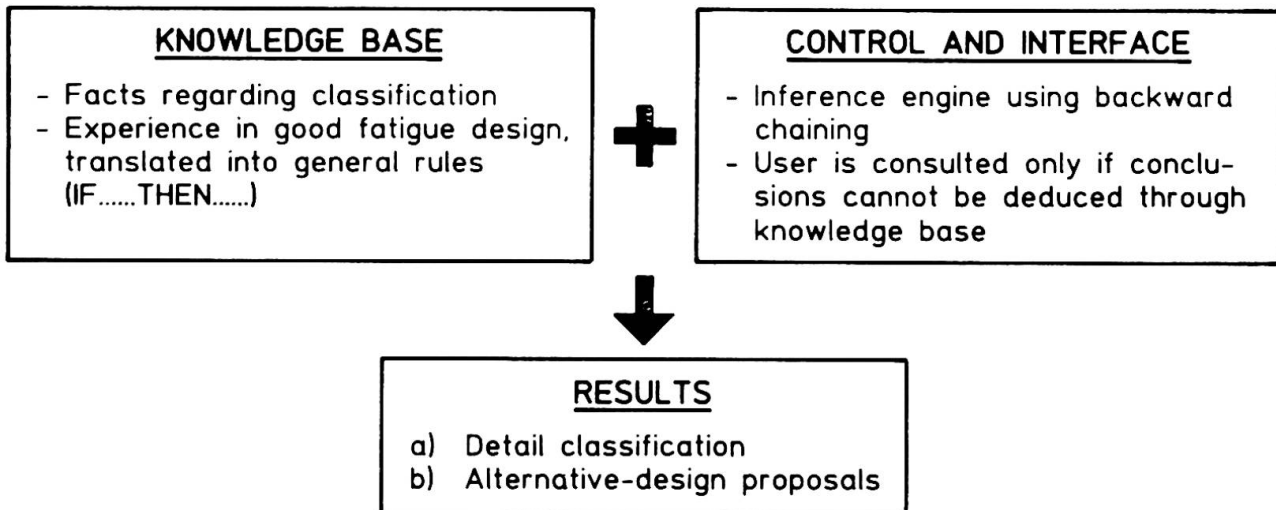 KNOWLEDGE BASE
- Facts regarding classification
- Experience in good fatigue design,
translated into general rules
(IF......THEN......)
CONTROL AND INTERFACE
- Inference engine using backward
chaining
- User is consulted only if conclu-
sions cannot be deduced through
knowledge base
RESULTS
a) Detail classification
b) Alternative-design proposals